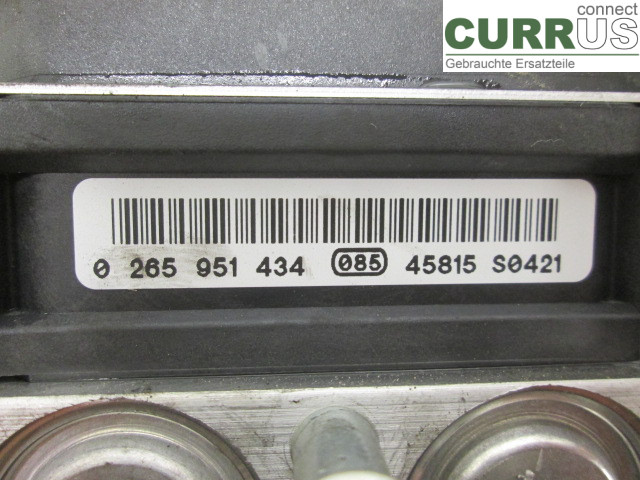 connect
CURRUS
Gebrauchte Ersatzteile
0 265 951 434 085 45815 S0421